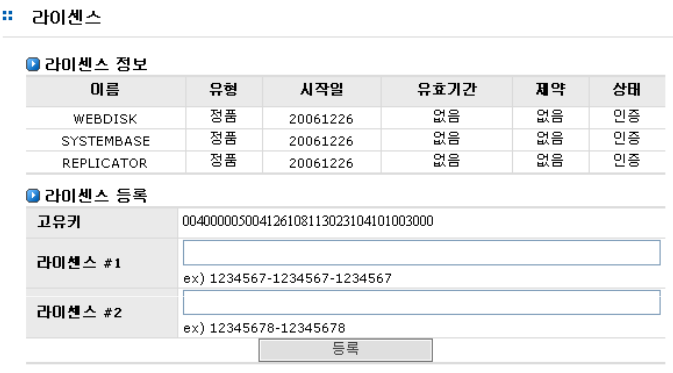 라이센스
라이센스 정보
이름 유형 시작일 유효기간 제약 상태
WEBDISK 정품 20061226 없음 없음 인증
SYSTEMBASE 정품 20061226 없음 없음 인증
REPLICATOR 정품 20061226 없음 없음 인증
라이센스 등록
고유키 004000005004126108113023104101003000
라이센스 #1
ex) 1234567-1234567-1234567
라이센스 #2
ex) 12345678-12345678
등록